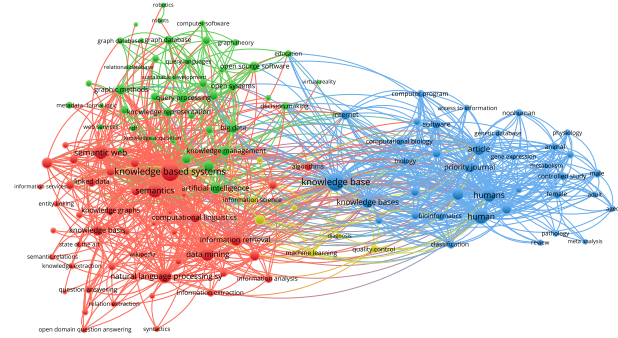 robotics
robots
computer software
graph databases
graph database
graph theory
education
relational database
query languages
open source software
sustainable development
virtual reality
graphic methods
open systems
query processing
computer program
metadata
formal logic
knowledge representation
decision making
internet
access to information
nonhuman
web services
big data
software
knowledge acquisition
computational biology
genetic database
physiology
semantic web
knowledge management
article
animal
biology
gene expression
knowledge based systems
algorithms
priority journal
metabolism
male
information services
linked data
semantics
artificial intelligence
knowledge base
controlled study
female
adult
humans
entity linking
information science
knowledge bases
knowledge graphs
computational linguistics
bioinformatics
human
knowledge basis
information retrieval
diagnosis
pathology
state of the art
classification
review
meta analysis
semantic relations
wikipedia
data mining
machine learning
quality control
knowledge extraction
natural language processing sy
information analysis
question answering
information extraction
relation extraction
open domain question answering
syntactics